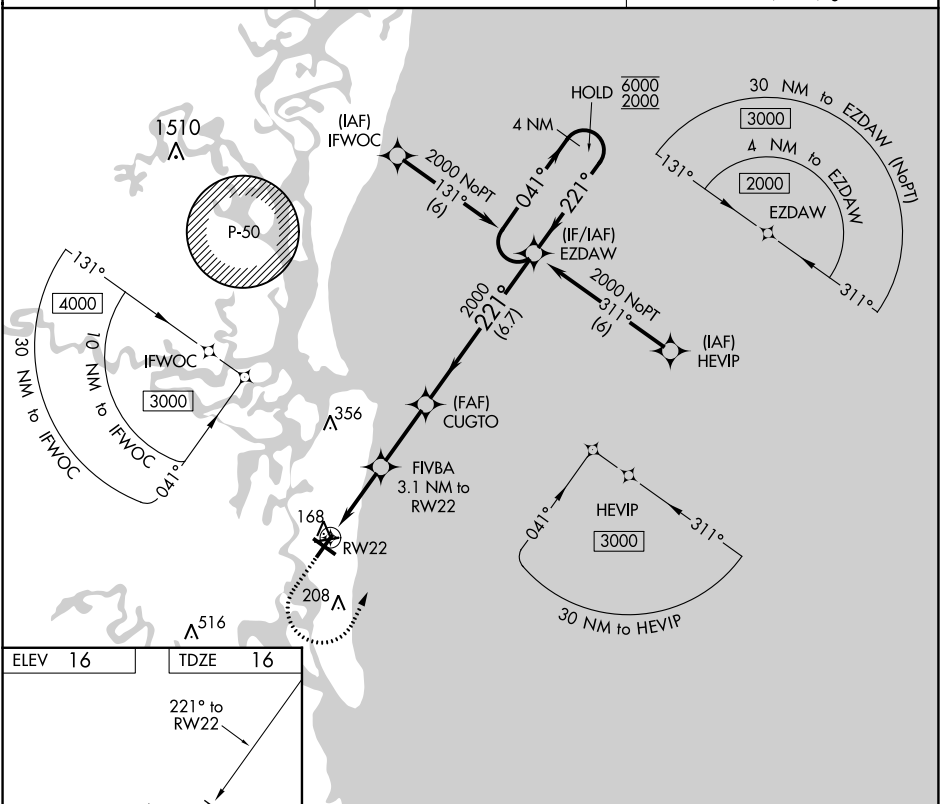 HOLD
6000
2000
4 NM
(IAF)
IFWOC
1510
2000 NoPT
131°
(6)
041°
221°
30 NM to EZDAW (NoPT)
3000
4 NM to EZDAW
2000
131°
EZDAW
311°
P-50
(IF/IAF)
EZDAW
2000 NoPT
311°
(6)
(IAF)
HEVIP
2000
221°
(6.7)
131°
4000
IFWOC
3000
10 NM to IFWOC
30 NM to IFWOC
041°
(FAF)
CUGTO
356
FIVBA
3.1 NM to
RW22
168
RW22
HEVIP
3000
041°
311°
30 NM to HEVIP
208
516
ELEV 16
TDZE 16
221° to
RW22